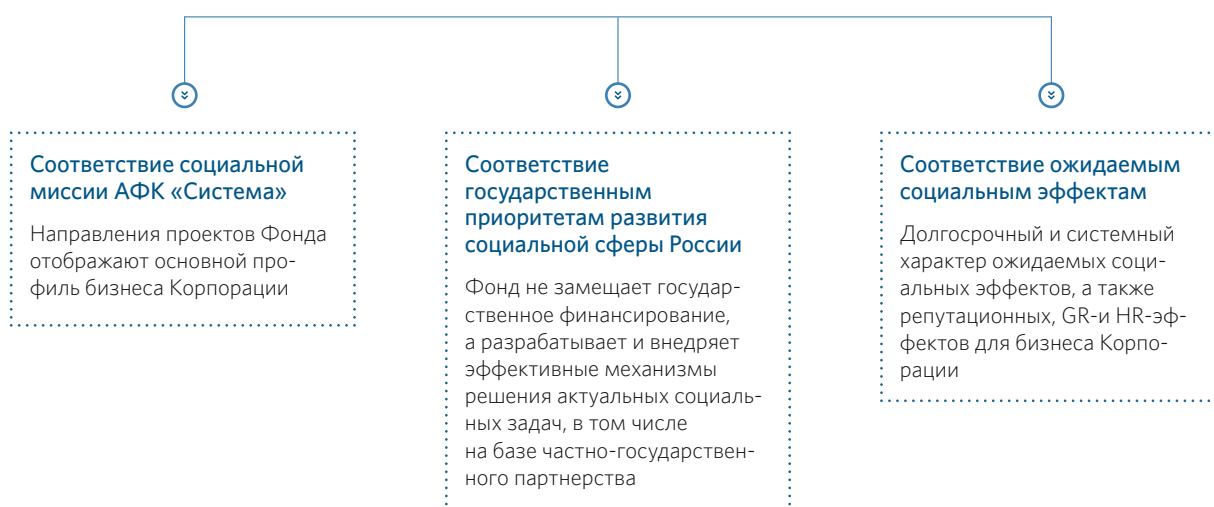 Соответствие социальной
миссии АФК «Система»
Направления проектов Фонда
отображают основной про-
филь бизнеса Корпорации
Соответствие
государственным
приоритетам развития
социальной сферы России
Фонд не замещает государ-
ственное финансирование,
а разрабатывает и внедряет
эффективные механизмы
решения актуальных социаль-
ных задач, в том числе
на базе частно-государствен-
ного партнерства
Соответствие ожидаемым
социальным эффектам
Долгосрочный и системный
характер ожидаемых соци-
альных эффектов, а также
репутационных, GR-и HR-эф-
фектов для бизнеса Корпо-
рации